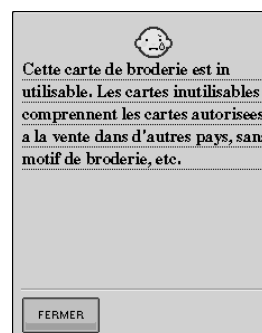 Cette carte de broderie est in
utilisable. Les cartes inutilisables
comprennent les cartes autorisees
a la vente dans d'autres pays, sans
motif de broderie, etc.
FERMER